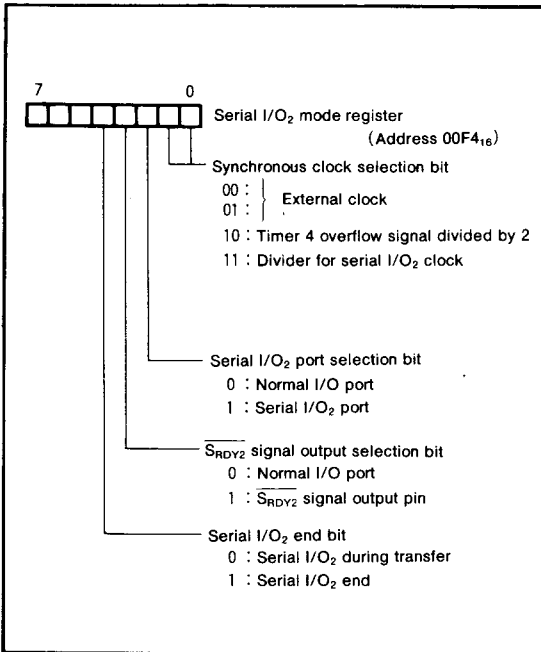 7 0
Serial I/O₂ mode register
(Address 00F4₁₆)
Synchronous clock selection bit
00 :
01 :
External clock
10 : Timer 4 overflow signal divided by 2
11 : Divider for serial I/O₂ clock
Serial I/O₂ port selection bit
0 : Normal I/O port
1 : Serial I/O₂ port
S̅R̅D̅Y̅2̅ signal output selection bit
0 : Normal I/O port
1 : S̅R̅D̅Y̅2̅ signal output pin
Serial I/O₂ end bit
0 : Serial I/O₂ during transfer
1 : Serial I/O₂ end